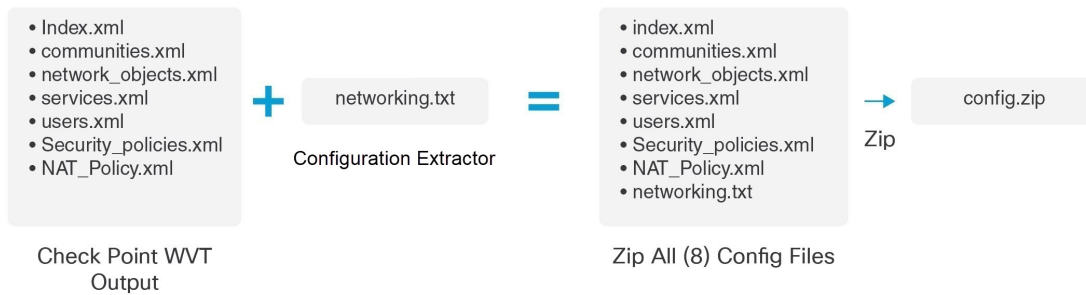 • Index.xml
• communities.xml
• network_objects.xml
• services.xml
• users.xml
• Security_policies.xml
• NAT_Policy.xml
Check Point WVT
Output
+
networking.txt
Configuration Extractor
=
• index.xml
• communities.xml
• network_objects.xml
• services.xml
• users.xml
• Security_policies.xml
• NAT_Policy.xml
• networking.txt
Zip All (8) Config Files
Zip
config.zip